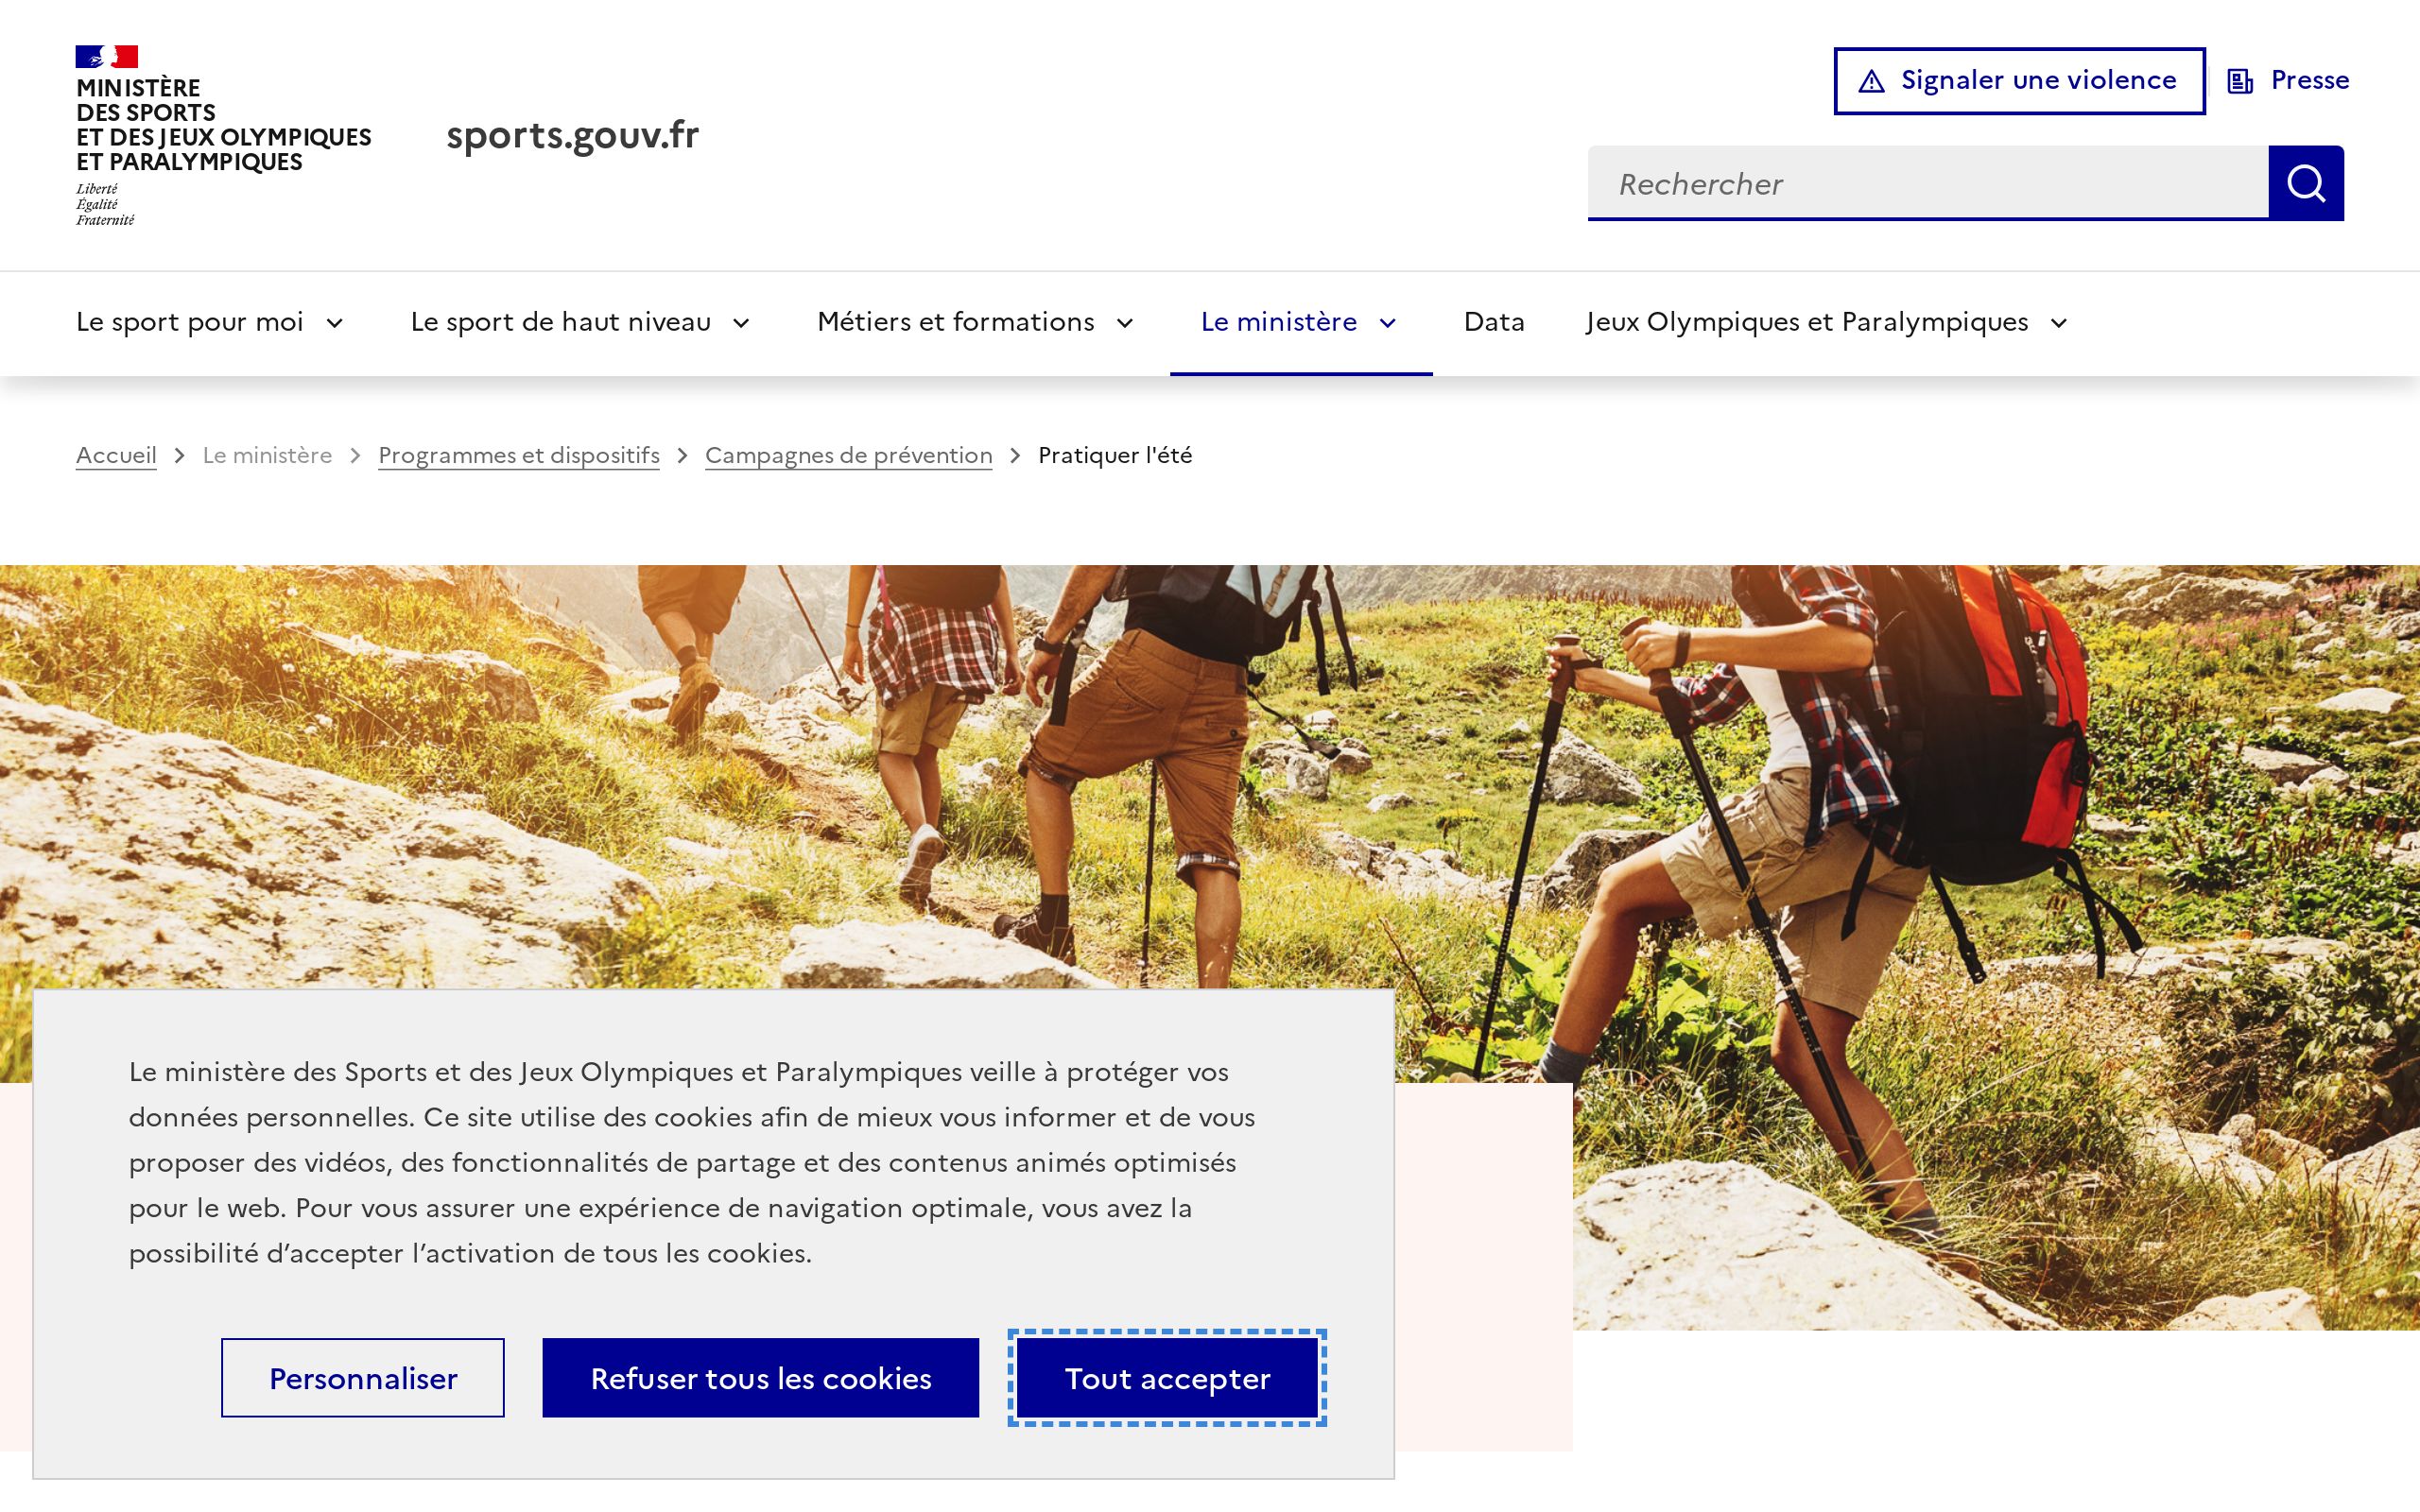 MINISTÈRE
DES SPORTS
ET DES JEUX OLYMPIQUES
ET PARALYMPIQUES
Liberté
Égalité
Fraternité
sports.gouv.fr
Signaler une violence
Presse
Rechercher
Le sport pour moi
Le sport de haut niveau
Métiers et formations
Le ministère
Data
Jeux Olympiques et Paralympiques
Accueil > Le ministère > Programmes et dispositifs > Campagnes de prévention > Pratiquer l'été
Le ministère des Sports et des Jeux Olympiques et Paralympiques veille à protéger vos
données personnelles. Ce site utilise des cookies afin de mieux vous informer et de vous
proposer des vidéos, des fonctionnalités de partage et des contenus animés optimisés
pour le web. Pour vous assurer une expérience de navigation optimale, vous avez la
possibilité d’accepter l’activation de tous les cookies.
Personnaliser
Refuser tous les cookies
Tout accepter